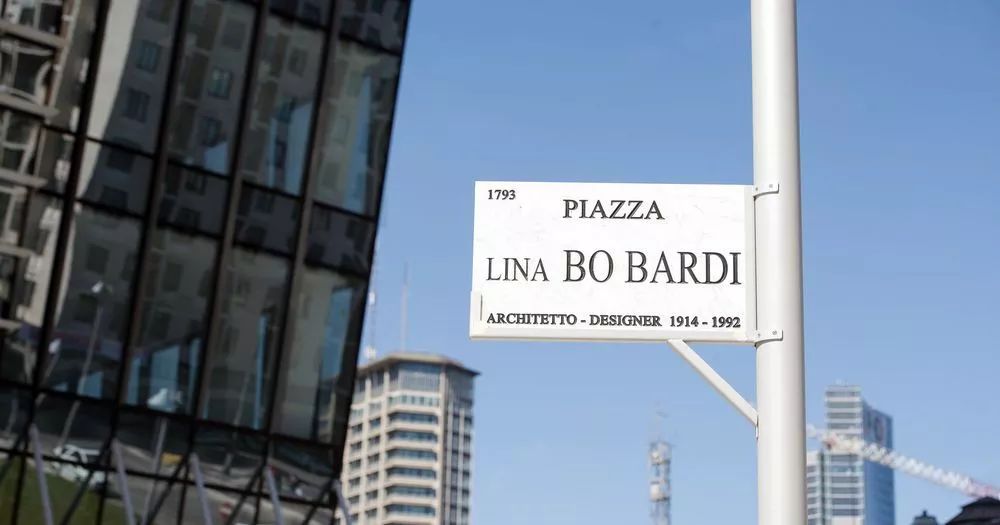 1793
PIAZZA
LINA BO BARDI
ARCHITETTO - DESIGNER 1914 - 1992